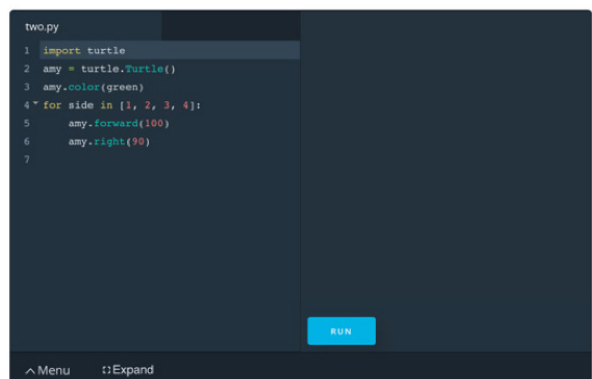 two.py
1 import turtle
2 amy = turtle.Turtle()
3 amy.color(green)
4 for side in [1, 2, 3, 4]:
5     amy.forward(100)
6     amy.right(90)
7
RUN
Menu Expand